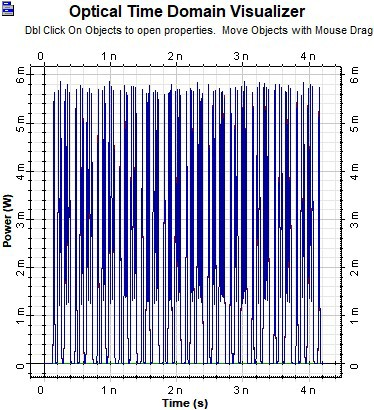 Optical Time Domain Visualizer
Dbl Click On Objects to open properties. Move Objects with Mouse Drag
0 1 n 2 n 3 n 4 n
6 m 6 m
5 m 5 m
4 m 4 m
3 m 3 m
2 m 2 m
1 m 1 m
0 0
Power (W)
0 1 n 2 n 3 n 4 n
Time (s)